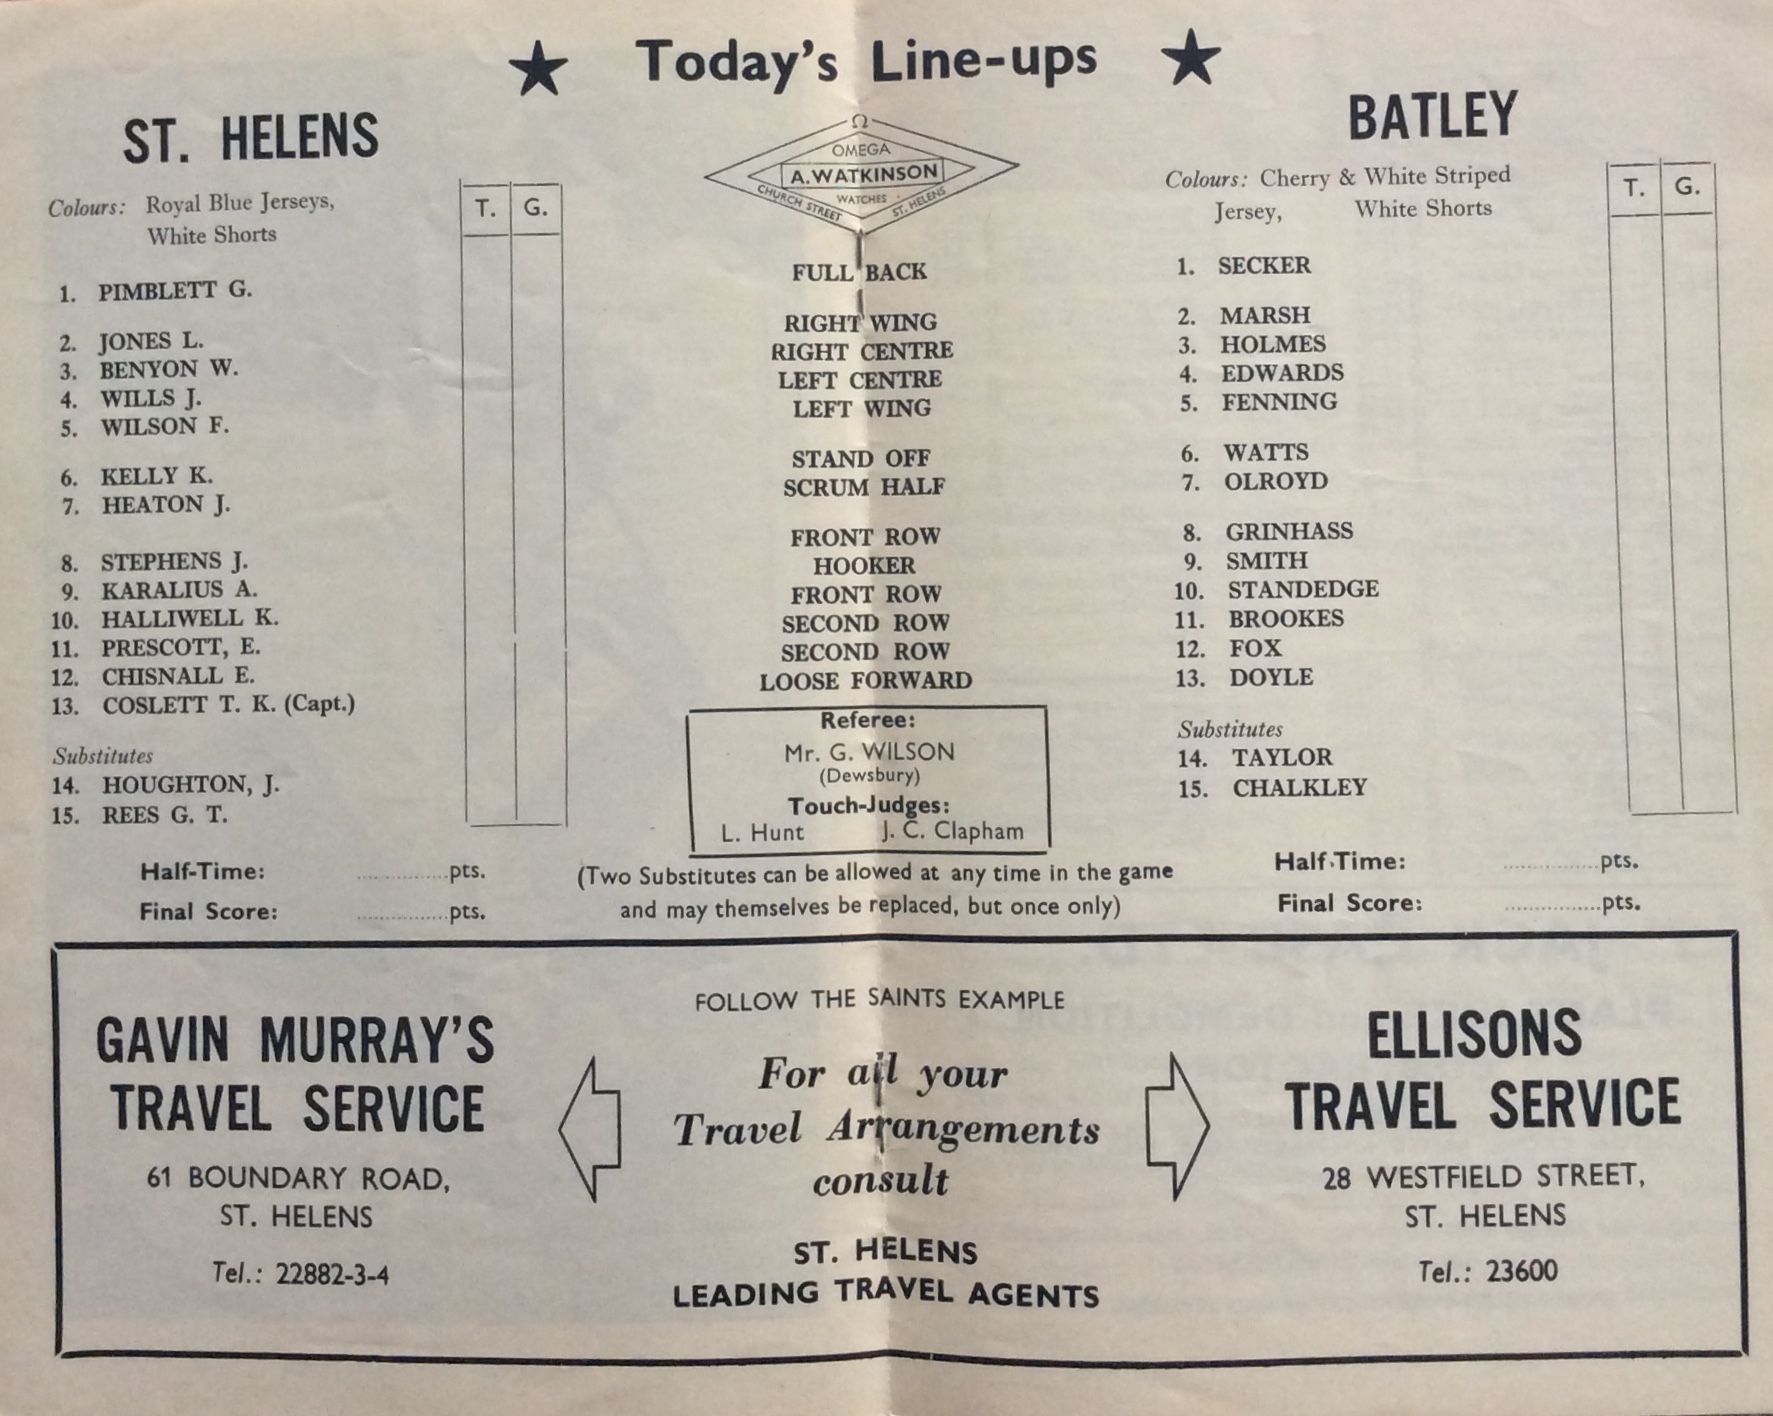 Today's Line-ups
ST. HELENS
Colours: Royal Blue Jerseys,
White Shorts
T. G.
1. PIMBLETT G.
2. JONES L.
3. BENYON W.
4. WILLS J.
5. WILSON F.
6. KELLY K.
7. HEATON J.
8. STEPHENS J.
9. KARALIUS A.
10. HALLIWELL K.
11. PRESCOTT, E.
12. CHISNALL E.
13. COSLETT T. K. (Capt.)
Substitutes
14. HOUGHTON, J.
15. REES G. T.
Half-Time: ...............pts.
Final Score: ...............pts.
Ω
OMEGA
A. WATKINSON
WATCHES
CHURCH STREET
ST. HELENS
FULL BACK
RIGHT WING
RIGHT CENTRE
LEFT CENTRE
LEFT WING
STAND OFF
SCRUM HALF
FRONT ROW
HOOKER
FRONT ROW
SECOND ROW
SECOND ROW
LOOSE FORWARD
Referee:
Mr. G. WILSON
(Dewsbury)
Touch-Judges:
L. Hunt J. C. Clapham
(Two Substitutes can be allowed at any time in the game
and may themselves be replaced, but once only)
BATLEY
Colours: Cherry & White Striped
Jersey, White Shorts
T. G.
1. SECKER
2. MARSH
3. HOLMES
4. EDWARDS
5. FENNING
6. WATTS
7. OLROYD
8. GRINHASS
9. SMITH
10. STANDEDGE
11. BROOKES
12. FOX
13. DOYLE
Substitutes
14. TAYLOR
15. CHALKLEY
Half-Time: ...............pts.
Final Score: ...............pts.
GAVIN MURRAY'S
TRAVEL SERVICE
61 BOUNDARY ROAD,
ST. HELENS
Tel.: 22882-3-4
FOLLOW THE SAINTS EXAMPLE
For all your
Travel Arrangements
consult
ST. HELENS
LEADING TRAVEL AGENTS
ELLISONS
TRAVEL SERVICE
28 WESTFIELD STREET,
ST. HELENS
Tel.: 23600